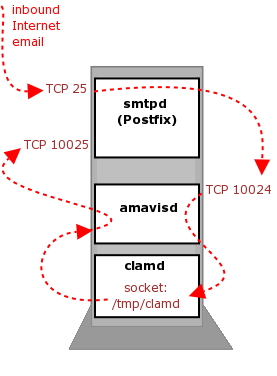 inbound
Internet
email
TCP 25
smtpd
(Postfix)
TCP 10025
TCP 10024
amavisd
clamd
socket:
/tmp/clamd